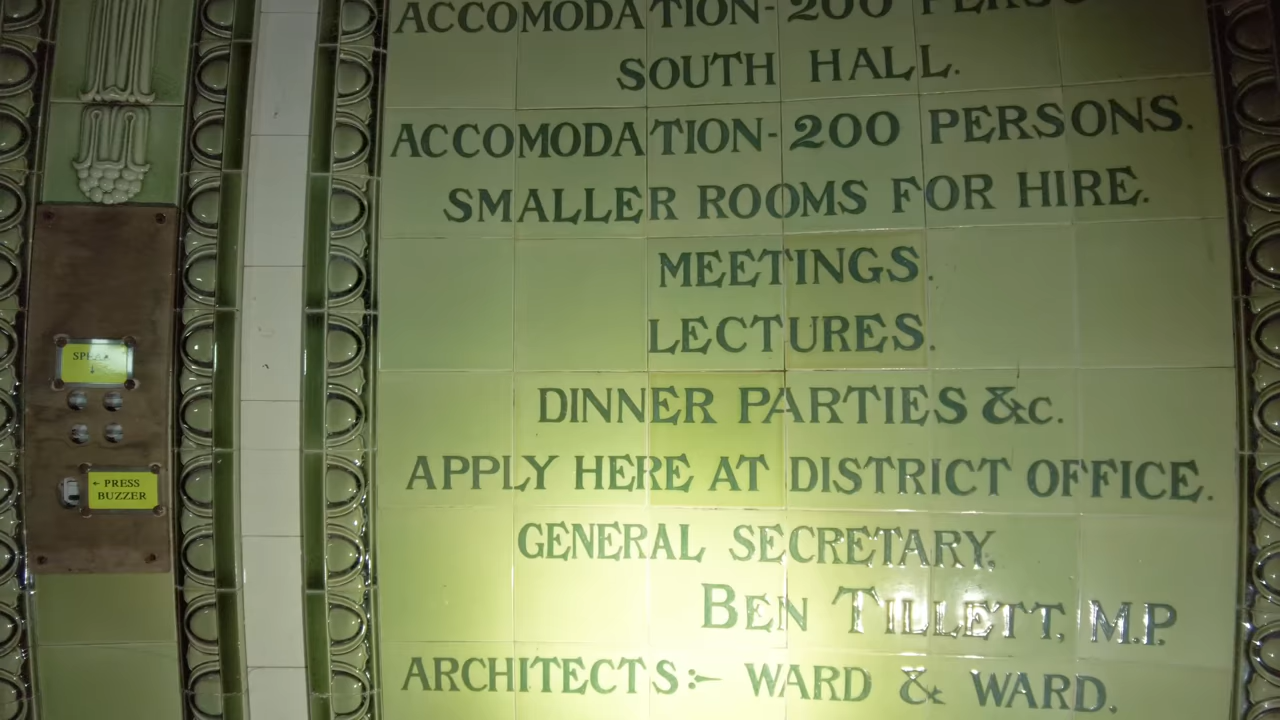 ACCOMODATION- 200 PERSO
SOUTH HALL.
ACCOMODATION- 200 PERSONS.
SMALLER ROOMS FOR HIRE.
MEETINGS.
LECTURES.
DINNER PARTIES &c.
APPLY HERE AT DISTRICT OFFICE.
GENERAL SECRETARY.
BEN TILLETT. M.P.
ARCHITECTS:- WARD & WARD.
← PRESS
BUZZER